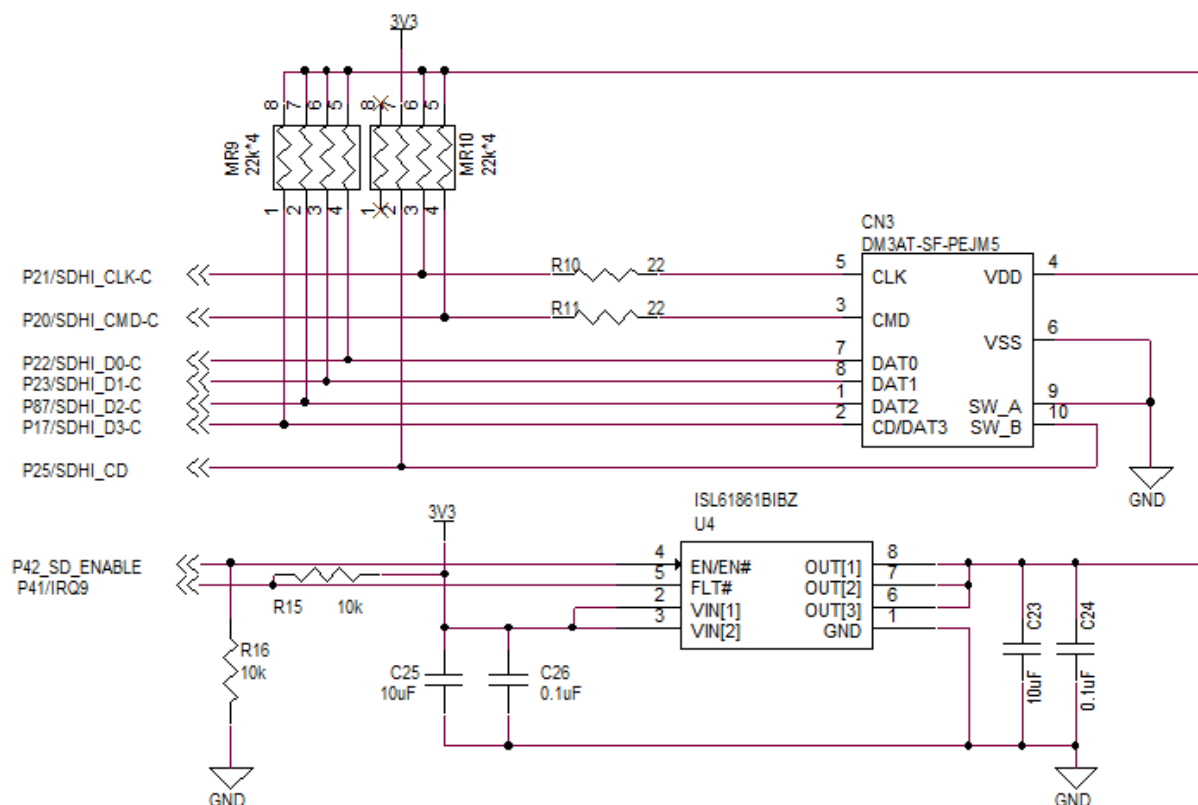 3V3
8 7 6 5 8 7 6 5
MR9
22k*4
MR10
22k*4
1 2 3 4 1 2 3 4
CN3
DM3AT-SF-PEJM5
P21/SDHI_CLK-C R10 22 5 CLK VDD 4
P20/SDHI_CMD-C R11 22 3 CMD
VSS 6
P22/SDHI_D0-C 7 DAT0
P23/SDHI_D1-C 8 DAT1
P87/SDHI_D2-C 1 DAT2 SW_A 9
P17/SDHI_D3-C 2 CD/DAT3 SW_B 10
P25/SDHI_CD
GND
ISL61861BIBZ
U4
3V3
P42_SD_ENABLE 4 EN/EN# OUT[1] 8
P41/IRQ9 5 FLT# OUT[2] 7
R15 10k 2 VIN[1] OUT[3] 6
3 VIN[2] GND 1
R16
10k
C25
10uF
C26
0.1uF
C23
10uF
C24
0.1uF
GND
GND